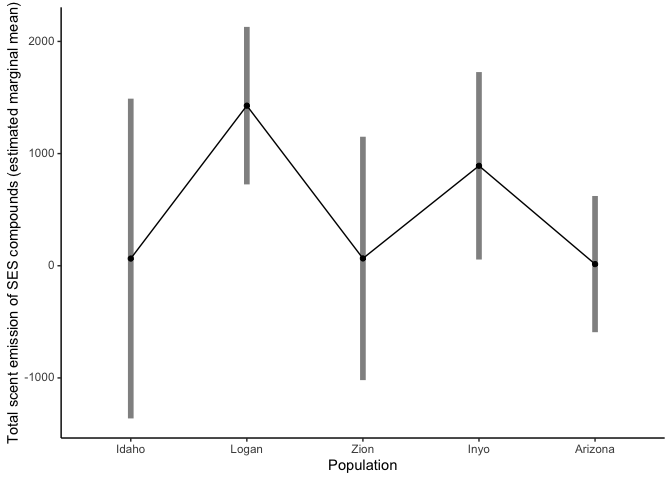 Total scent emission of SES compounds (estimated marginal mean)
2000
1000
0
-1000
Idaho Logan Zion Inyo Arizona
Population